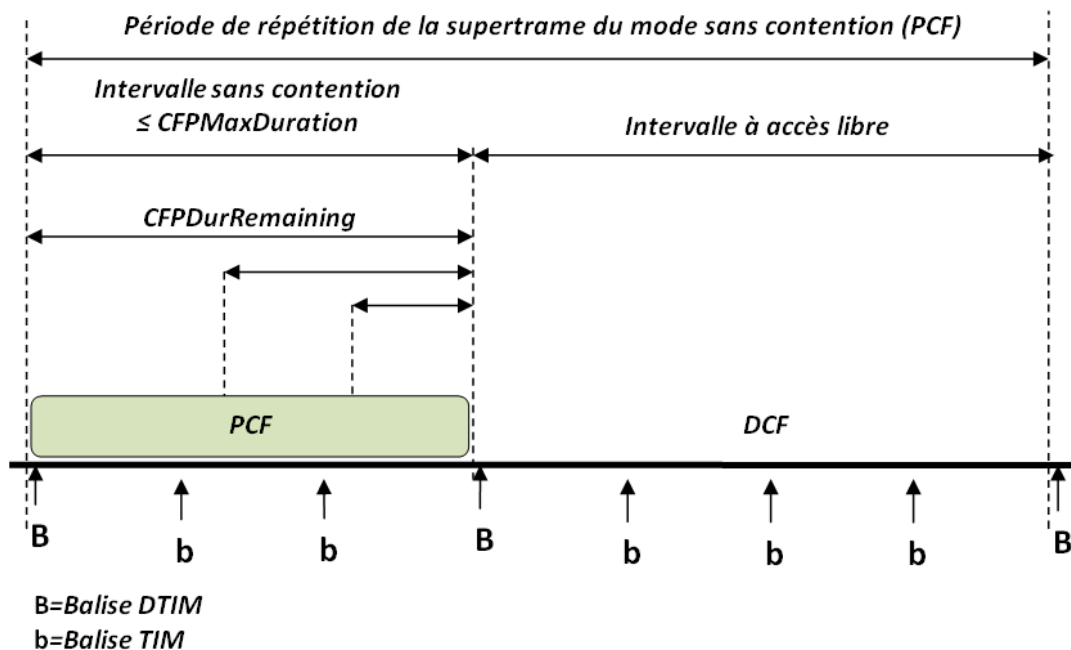 Période de répétition de la supertrame du mode sans contention (PCF)
Intervalle sans contention
≤ CFPMaxDuration
Intervalle à accès libre
CFPDurRemaining
PCF
DCF
B
b
b
B
b
b
b
B
B=Balise DTIM
b=Balise TIM